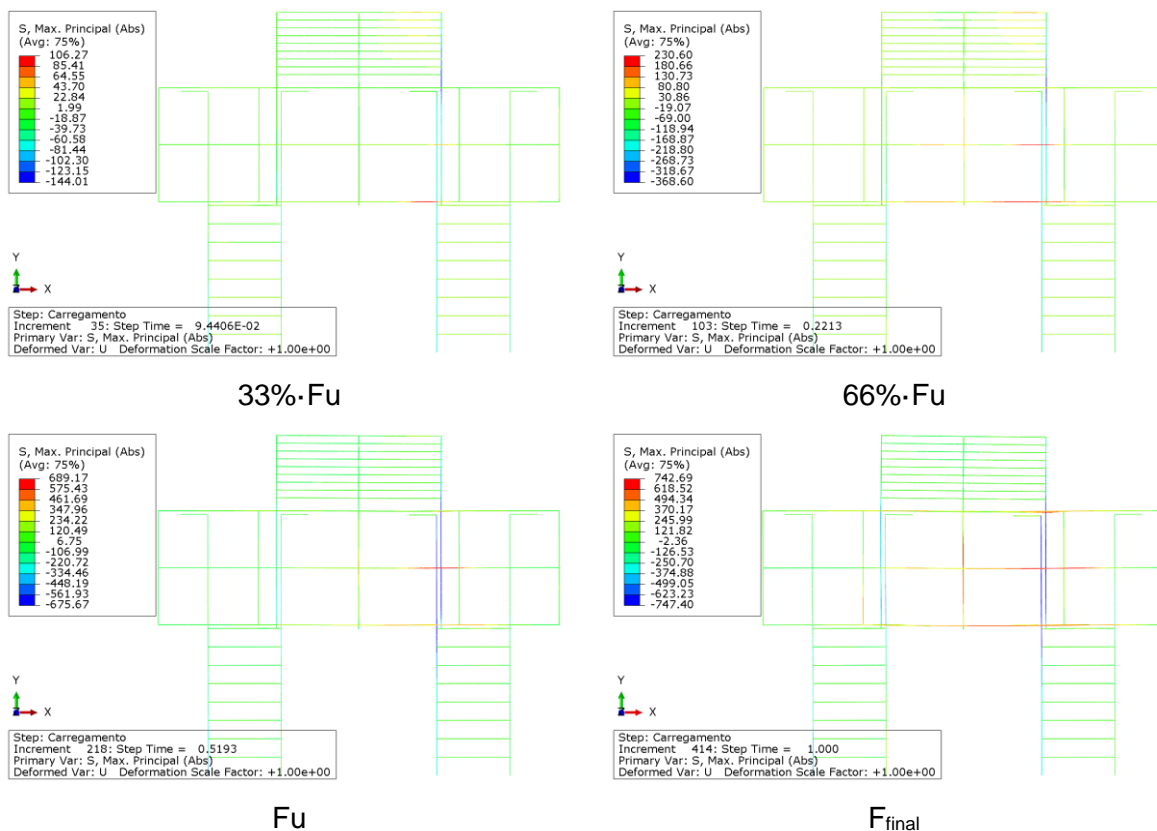 S, Max. Principal (Abs)
(Avg: 75%)
106.27
85.41
64.55
43.70
22.84
1.99
-18.87
-39.73
-60.58
-81.44
-102.30
-123.15
-144.01
Y
X
Step: Carregamento
Increment 35: Step Time = 9.4406E-02
Primary Var: S, Max. Principal (Abs)
Deformed Var: U Deformation Scale Factor: +1.00e+00
33%·Fu
S, Max. Principal (Abs)
(Avg: 75%)
230.60
180.66
130.73
80.80
30.86
-19.07
-69.00
-118.94
-168.87
-218.80
-268.73
-318.67
-368.60
Y
X
Step: Carregamento
Increment 103: Step Time = 0.2213
Primary Var: S, Max. Principal (Abs)
Deformed Var: U Deformation Scale Factor: +1.00e+00
66%·Fu
S, Max. Principal (Abs)
(Avg: 75%)
689.17
575.43
461.69
347.96
234.22
120.49
6.75
-106.99
-220.72
-334.46
-448.19
-561.93
-675.67
Y
X
Step: Carregamento
Increment 218: Step Time = 0.5193
Primary Var: S, Max. Principal (Abs)
Deformed Var: U Deformation Scale Factor: +1.00e+00
Fu
S, Max. Principal (Abs)
(Avg: 75%)
742.69
618.52
494.34
370.17
245.99
121.82
-2.36
-126.53
-250.70
-374.88
-499.05
-623.23
-747.40
Y
X
Step: Carregamento
Increment 414: Step Time = 1.000
Primary Var: S, Max. Principal (Abs)
Deformed Var: U Deformation Scale Factor: +1.00e+00
Ffinal